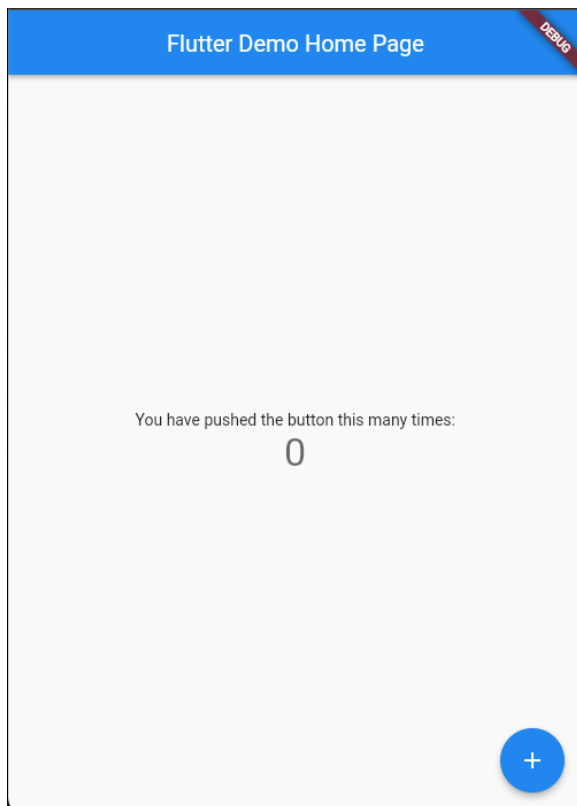 Flutter Demo Home Page
DEBUG
You have pushed the button this many times:
0
+